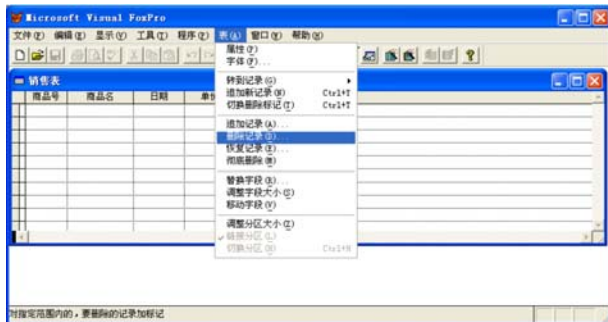 Microsoft Visual FoxPro
文件(F) 编辑(E) 显示(V) 工具(T) 程序(P) 表(A) 窗口(W) 帮助(H)
属性(P)
字体(F)...
销售表
转到记录(G)
商品号 商品名 日期 单
追加新记录(N) Ctrl+Y
切换删除标记(T) Ctrl+T
追加记录(A)...
删除记录(D)...
恢复记录(E)...
彻底删除(M)
替换字段(R)...
调整字段大小(S)
移动字段(V)
调整分区大小(Z)
链接分区(L)
切换分区(H) Ctrl+H
对指定范围内的，要删除的记录加标记